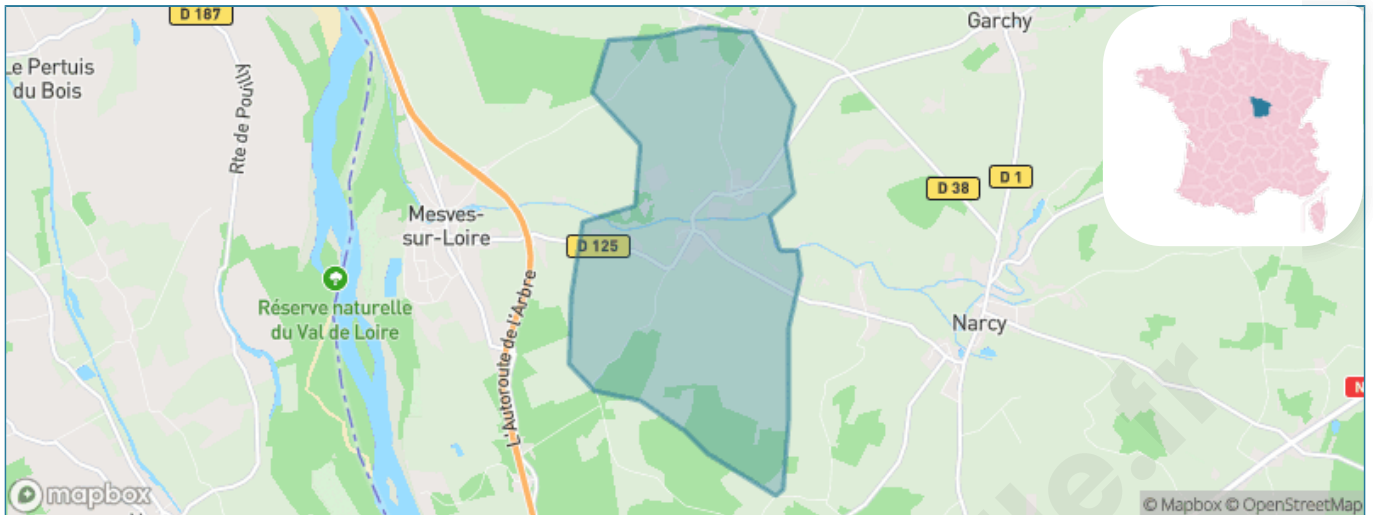 D 187
Garchy
Le Pertuis
du Bois
Rte de Pouilly
D 38
D 1
Mesves-
sur-Loire
D 125
Réserve naturelle
du Val de Loire
L'Autoroute de l'Arbre
Narcy
N
mapbox
© Mapbox © OpenStreetMap